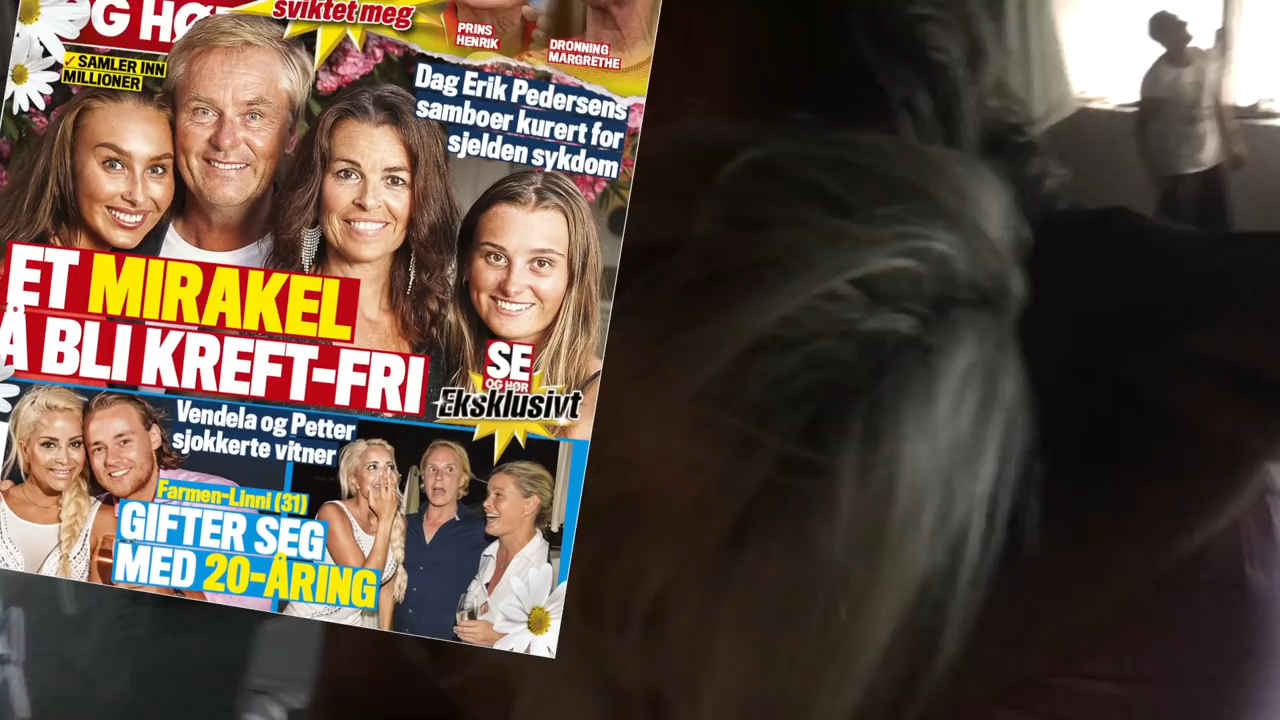 sviktet meg
OG HØR
PRINS
HENRIK
DRONNING
MARGRETHE
✓ SAMLER INN
MILLIONER
Dag Erik Pedersens
samboer kurert for
sjelden sykdom
ET MIRAKEL
Å BLI KREFT-FRI
SE
OG HØR
Eksklusivt
Vendela og Petter
sjokkerte vitner
Farmen-Linni (31)
GIFTER SEG
MED 20-ÅRING